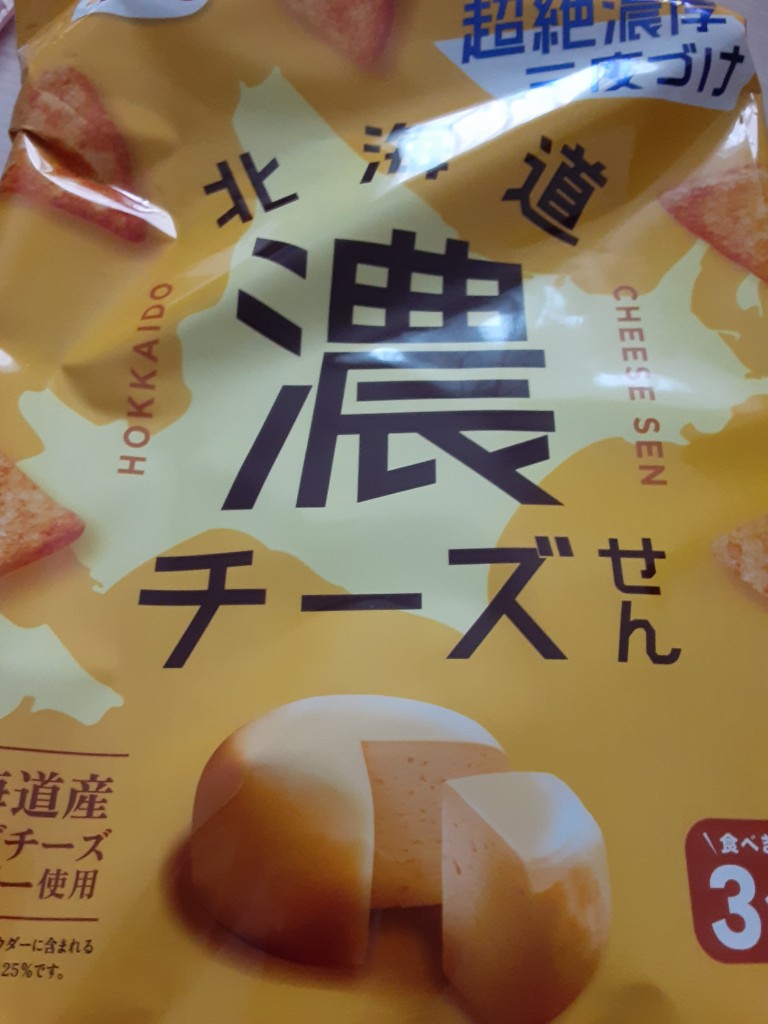 超絶濃厚
二度づけ
北海道
濃
チーズせん
HOKKAIDO
CHEESE SEN
海道産
チーズ
ー使用
ウダーに含まれる
25％です。
食べき
3